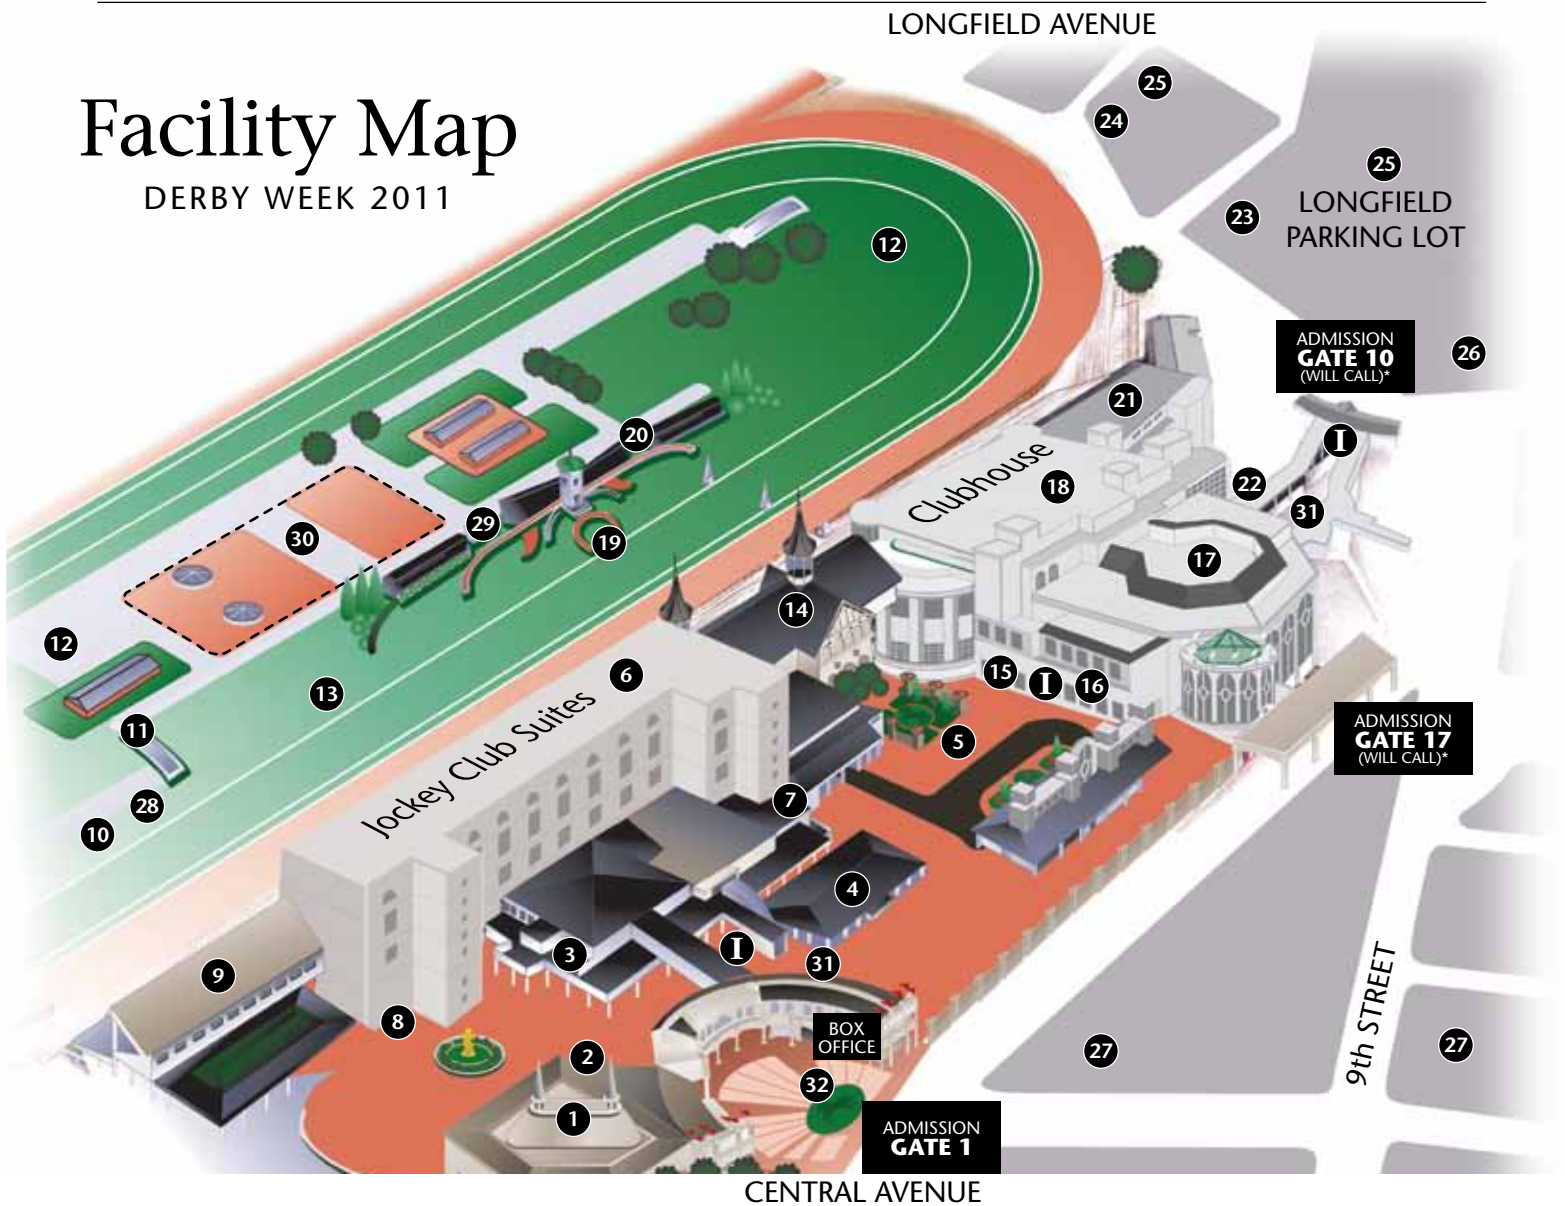 LONGFIELD AVENUE
Facility Map
DERBY WEEK 2011
25
24
25
LONGFIELD
PARKING LOT
23
12
ADMISSION
GATE 10
(WILL CALL)*
26
21
20
I
Clubhouse
18
22
31
29
30
19
17
14
12
6
15
I
16
13
Jockey Club Suites
11
5
ADMISSION
GATE 17
(WILL CALL)*
28
7
10
4
3
I
31
9
9th STREET
8
BOX
OFFICE
2
27
27
32
1
ADMISSION
GATE 1
CENTRAL AVENUE